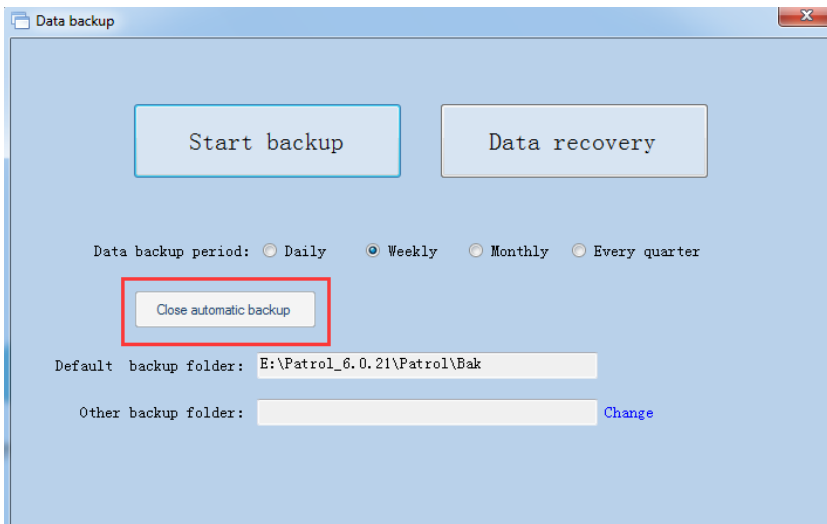 Data backup
Start backup Data recovery
Data backup period: Daily Weekly Monthly Every quarter
Close automatic backup
Default backup folder: E:\Patrol_6.0.21\Patrol\Bak
Other backup folder: Change